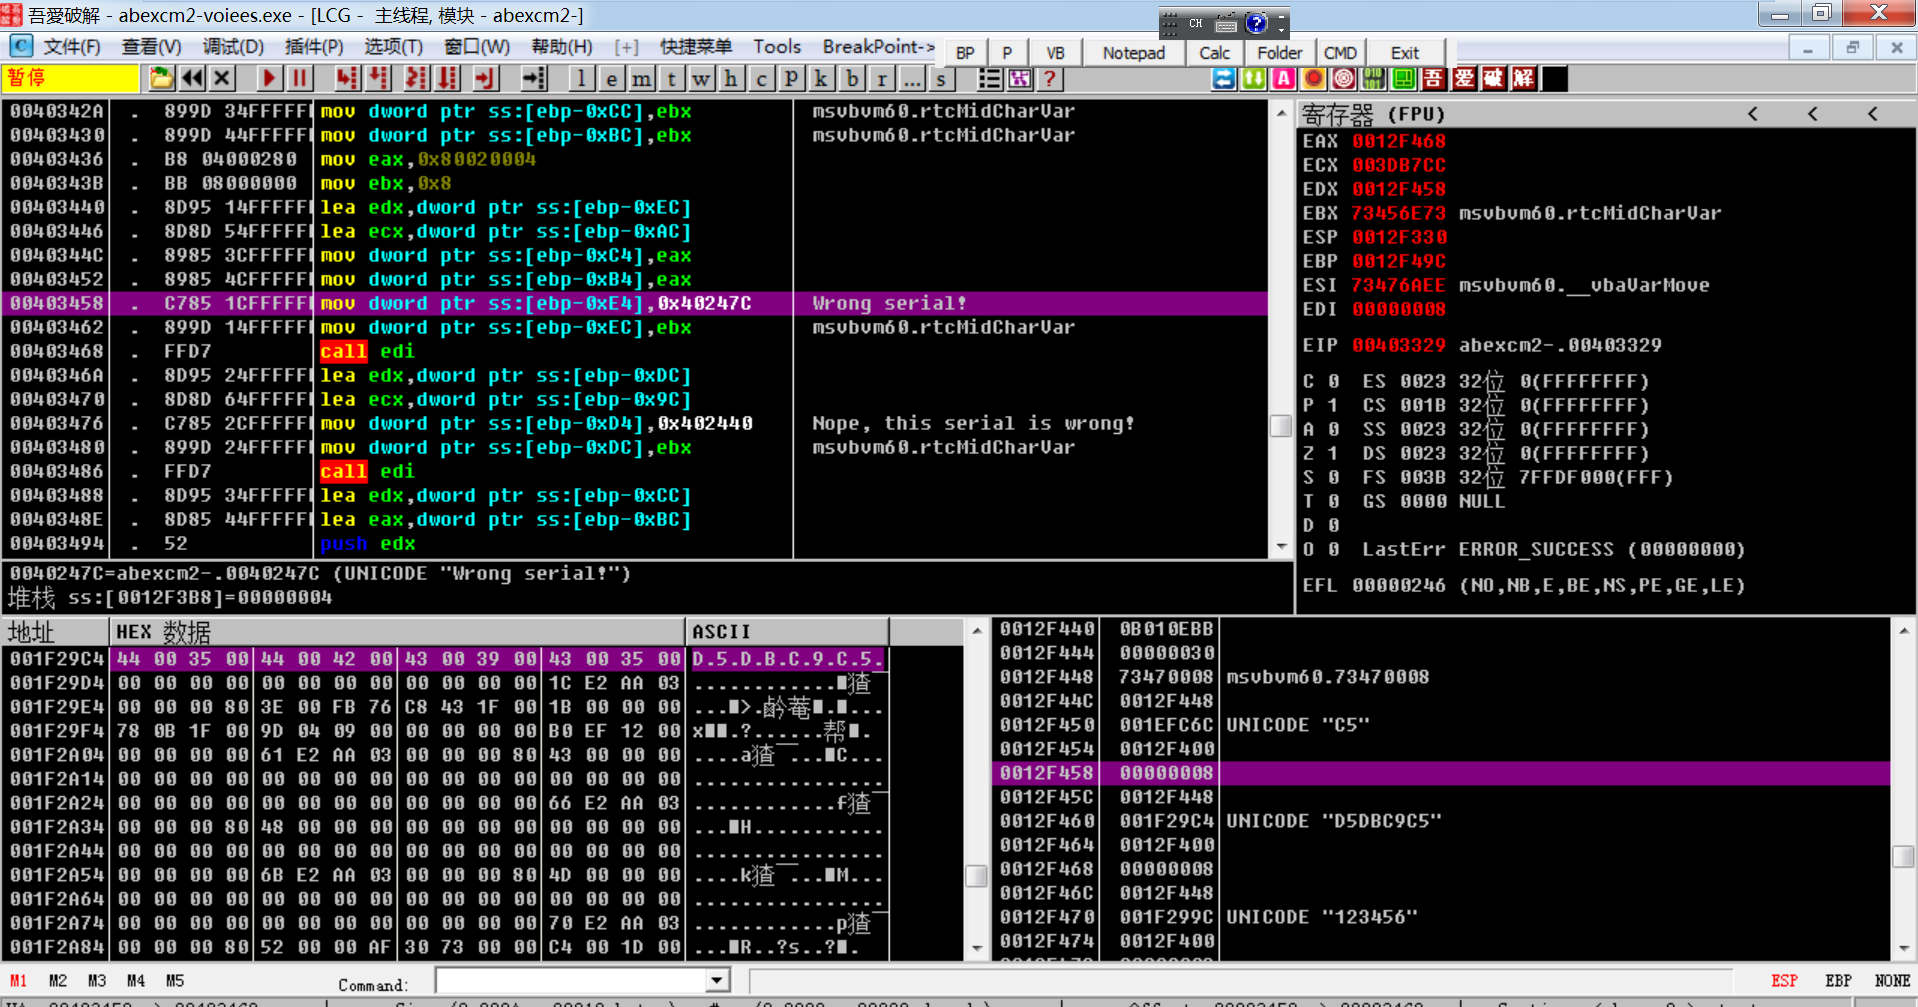 吾愛破解 - abexcm2-voiees.exe - [LCG - 主线程, 模块 - abexcm2-]
CH
文件(F) 查看(V) 调试(D) 插件(P) 选项(T) 窗口(W) 帮助(H) [+] 快捷菜单 Tools BreakPoint-> BP P VB Notepad Calc Folder CMD Exit
暂停 l e m t w h c p k b r ... s ? 吾 爱 破 解
0040342A . 899D 34FFFFFF mov dword ptr ss:[ebp-0xCC],ebx msvbvm60.rtcMidCharVar
00403430 . 899D 44FFFFFF mov dword ptr ss:[ebp-0xBC],ebx msvbvm60.rtcMidCharVar
00403436 . B8 04000280 mov eax,0x80020004
0040343B . BB 08000000 mov ebx,0x8
00403440 . 8D95 14FFFFFF lea edx,dword ptr ss:[ebp-0xEC]
00403446 . 8D8D 54FFFFFF lea ecx,dword ptr ss:[ebp-0xAC]
0040344C . 8985 3CFFFFFF mov dword ptr ss:[ebp-0xC4],eax
00403452 . 8985 4CFFFFFF mov dword ptr ss:[ebp-0xB4],eax
00403458 . C785 1CFFFFFF mov dword ptr ss:[ebp-0xE4],0x40247C Wrong serial!
00403462 . 899D 14FFFFFF mov dword ptr ss:[ebp-0xEC],ebx msvbvm60.rtcMidCharVar
00403468 . FFD7 call edi
0040346A . 8D95 24FFFFFF lea edx,dword ptr ss:[ebp-0xDC]
00403470 . 8D8D 64FFFFFF lea ecx,dword ptr ss:[ebp-0x9C]
00403476 . C785 2CFFFFFF mov dword ptr ss:[ebp-0xD4],0x402440 Nope, this serial is wrong!
00403480 . 899D 24FFFFFF mov dword ptr ss:[ebp-0xDC],ebx msvbvm60.rtcMidCharVar
00403486 . FFD7 call edi
00403488 . 8D95 34FFFFFF lea edx,dword ptr ss:[ebp-0xCC]
0040348E . 8D85 44FFFFFF lea eax,dword ptr ss:[ebp-0xBC]
00403494 . 52 push edx
0040247C=abexcm2-.0040247C (UNICODE "Wrong serial!")
堆栈 ss:[0012F3B8]=00000004
寄存器 (FPU) < < <
EAX 0012F468
ECX 003DB7CC
EDX 0012F458
EBX 73456E73 msvbvm60.rtcMidCharVar
ESP 0012F330
EBP 0012F49C
ESI 73476AEE msvbvm60.__vbaVarMove
EDI 00000008
EIP 00403329 abexcm2-.00403329
C 0 ES 0023 32位 0(FFFFFFFF)
P 1 CS 001B 32位 0(FFFFFFFF)
A 0 SS 0023 32位 0(FFFFFFFF)
Z 1 DS 0023 32位 0(FFFFFFFF)
S 0 FS 003B 32位 7FFDF000(FFF)
T 0 GS 0000 NULL
D 0
O 0 LastErr ERROR_SUCCESS (00000000)
EFL 00000246 (NO,NB,E,BE,NS,PE,GE,LE)
地址 HEX 数据 ASCII
001F29C4 44 00 35 00 44 00 42 00 43 00 39 00 43 00 35 00 D.5.D.B.C.9.C.5.
001F29D4 00 00 00 00 00 00 00 00 00 00 00 00 1C E2 AA 03 ............
001F29E4 00 00 00 80 3E 00 FB 76 C8 43 1F 00 1B 00 00 00
001F29F4 78 0B 1F 00 9D 04 09 00 00 00 00 00 B0 EF 12 00
001F2A04 00 00 00 00 61 E2 AA 03 00 00 00 80 43 00 00 00
001F2A14 00 00 00 00 00 00 00 00 00 00 00 00 00 00 00 00 ................
001F2A24 00 00 00 00 00 00 00 00 00 00 00 00 66 E2 AA 03
001F2A34 00 00 00 80 48 00 00 00 00 00 00 00 00 00 00 00
001F2A44 00 00 00 00 00 00 00 00 00 00 00 00 00 00 00 00 ................
001F2A54 00 00 00 00 6B E2 AA 03 00 00 00 80 4D 00 00 00
001F2A64 00 00 00 00 00 00 00 00 00 00 00 00 00 00 00 00 ................
001F2A74 00 00 00 00 00 00 00 00 00 00 00 00 70 E2 AA 03
001F2A84 00 00 00 80 52 00 00 AF 30 73 00 00 C4 00 1D 00
0012F440 0B010EBB
0012F444 00000030
0012F448 73470008 msvbvm60.73470008
0012F44C 0012F448
0012F450 001EFC6C UNICODE "C5"
0012F454 0012F400
0012F458 00000008
0012F45C 0012F448
0012F460 001F29C4 UNICODE "D5DBC9C5"
0012F464 0012F400
0012F468 00000008
0012F46C 0012F448
0012F470 001F299C UNICODE "123456"
0012F474 0012F400
M1 M2 M3 M4 M5 Command: ESP EBP NONE